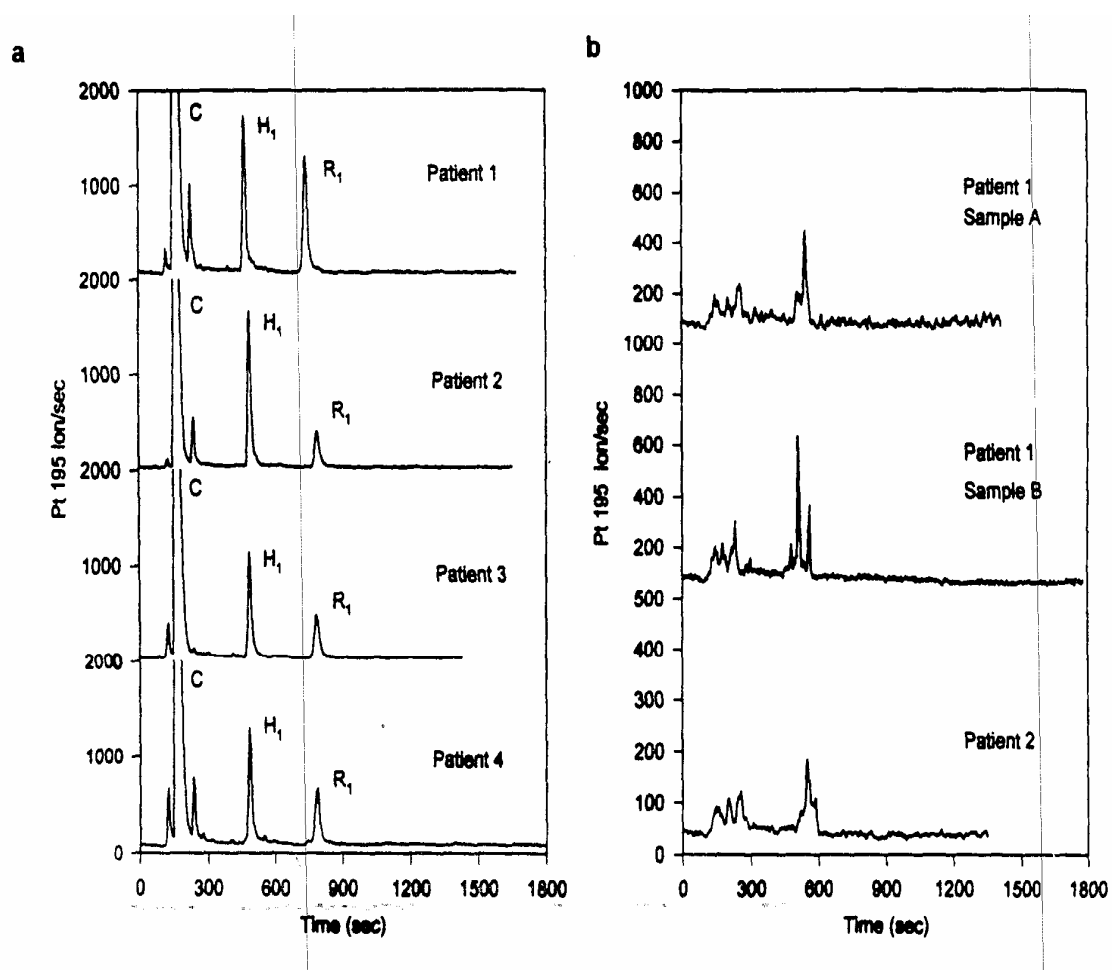 a
2000
C
H1
R1
Patient 1
1000
2000
C
H1
Patient 2
1000
R1
2000
C
H1
Patient 3
1000
R1
2000
C
H1
Patient 4
1000
R1
0
0 300 600 900 1200 1500 1800
Time (sec)
Pt 195 Ion/sec
b
1000
800
600
400
200
Patient 1
Sample A
1000
800
600
400
200
Patient 1
Sample B
500
400
300
200
100
0
Patient 2
0 300 600 900 1200 1500 1800
Time (sec)
Pt 195 Ion/sec